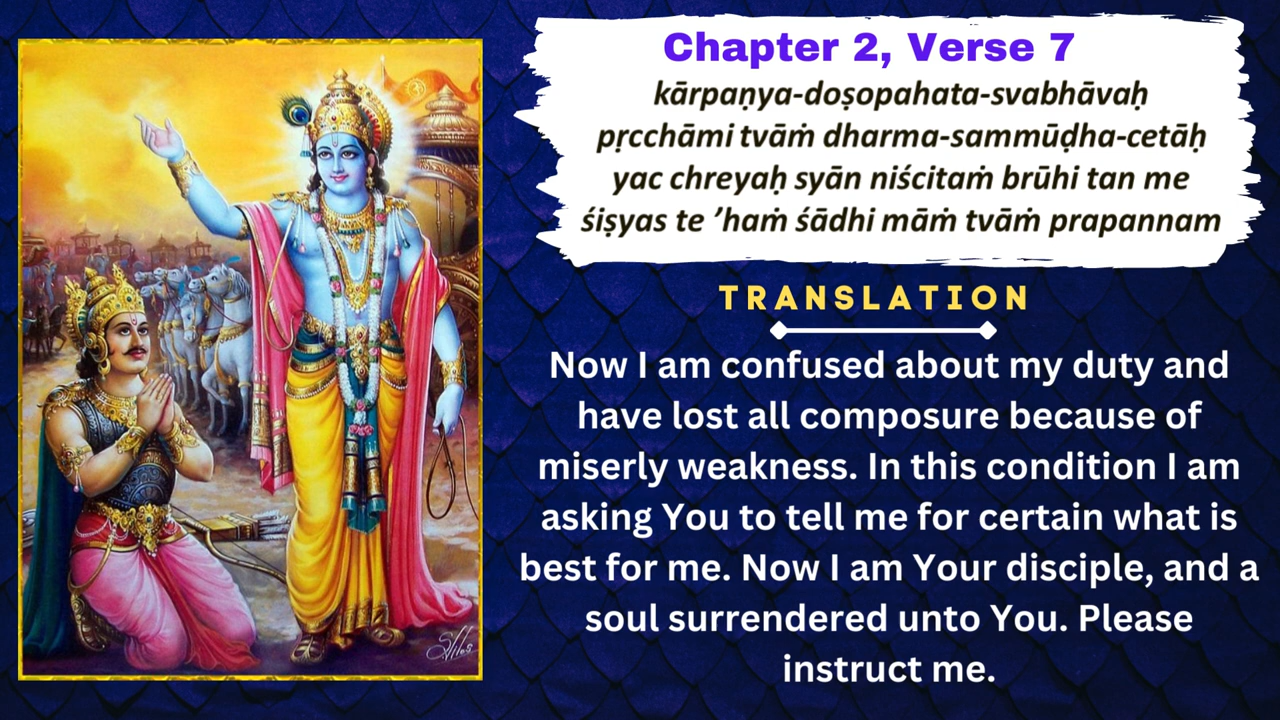 Chapter 2, Verse 7
kārpaṇya-doṣopahata-svabhāvaḥ
pṛcchāmi tvāṁ dharma-sammūḍha-cetāḥ
yac chreyaḥ syān niścitaṁ brūhi tan me
śiṣyas te ’haṁ śādhi māṁ tvāṁ prapannam
TRANSLATION
Now I am confused about my duty and
have lost all composure because of
miserly weakness. In this condition I am
asking You to tell me for certain what is
best for me. Now I am Your disciple, and a
soul surrendered unto You. Please
instruct me.